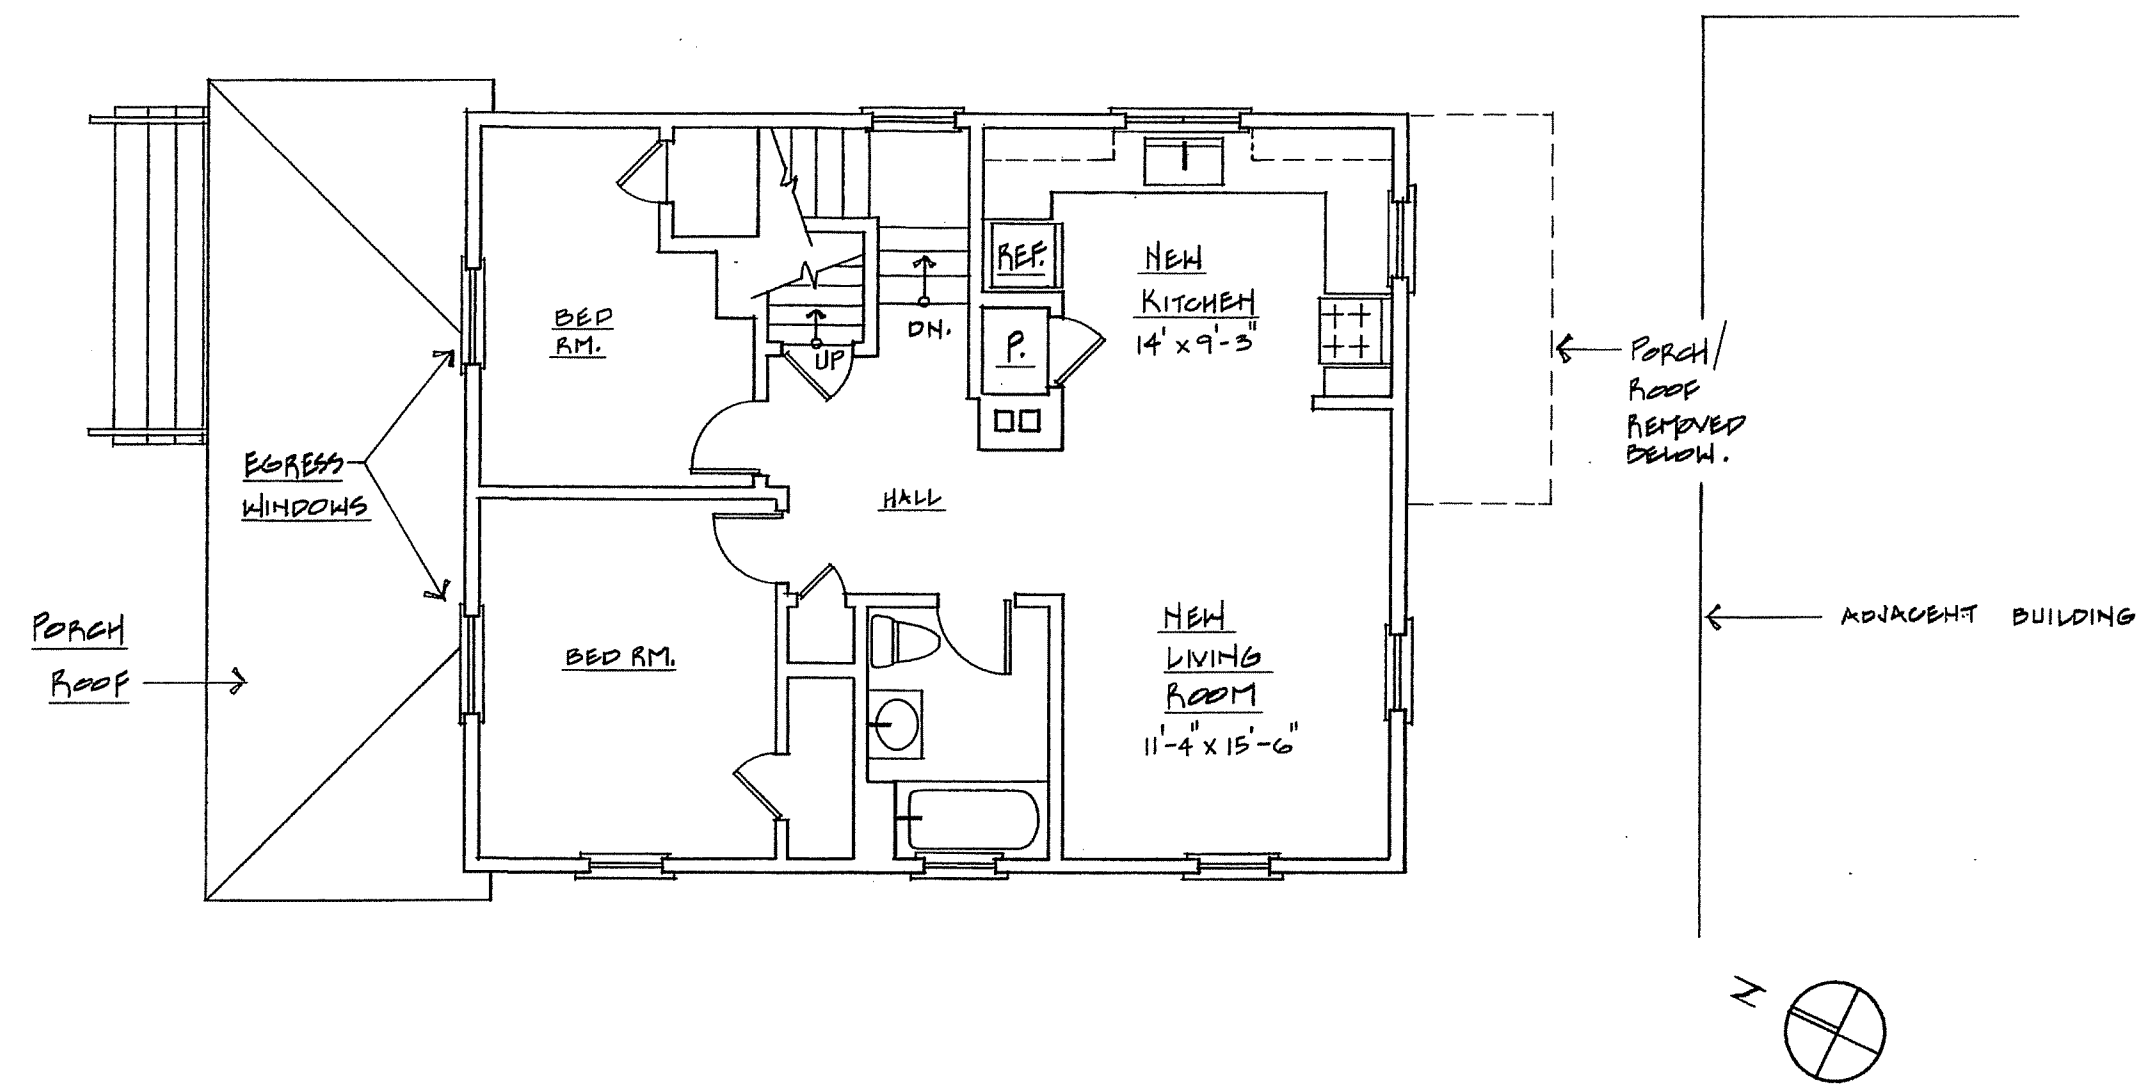 BED
RM.
UP
DN.
REF.
P.
NEW
KITCHEN
14' x 9'-3"
PORCH/
ROOF
REMOVED
BELOW.
EGRESS
WINDOWS
HALL
PORCH
ROOF
BED RM.
NEW
LIVING
ROOM
11'-4" x 15'-6"
ADJACENT BUILDING
N